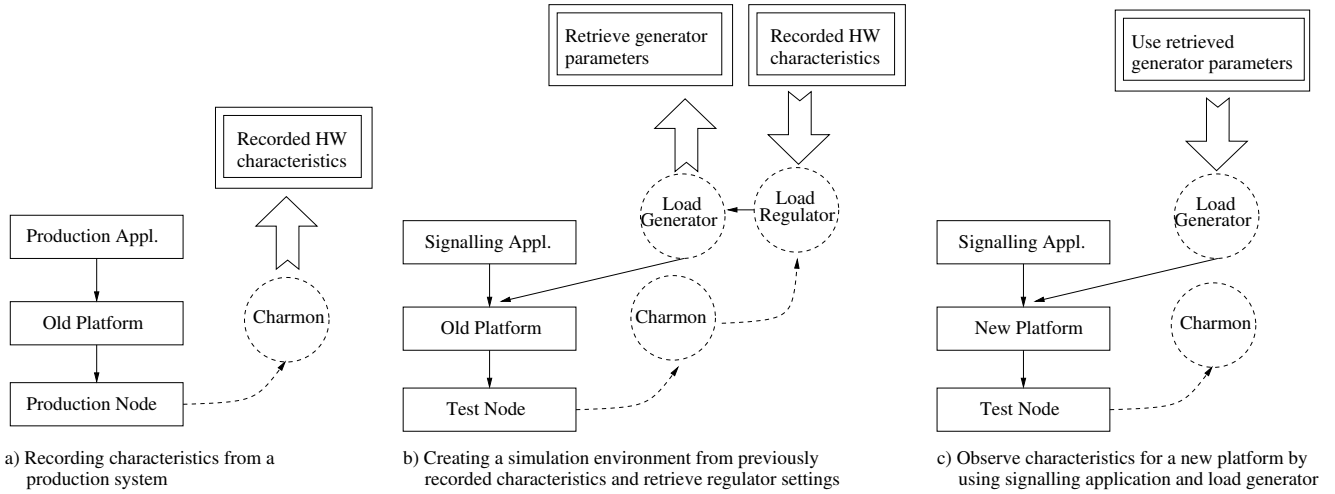 Recorded HW
characteristics
Production Appl.
Old Platform
Production Node
Charmon
a) Recording characteristics from a
production system
Retrieve generator
parameters
Recorded HW
characteristics
Load
Generator
Load
Regulator
Signalling Appl.
Old Platform
Test Node
Charmon
b) Creating a simulation environment from previously
recorded characteristics and retrieve regulator settings
Use retrieved
generator parameters
Load
Generator
Signalling Appl.
New Platform
Test Node
Charmon
c) Observe characteristics for a new platform by
using signalling application and load generator